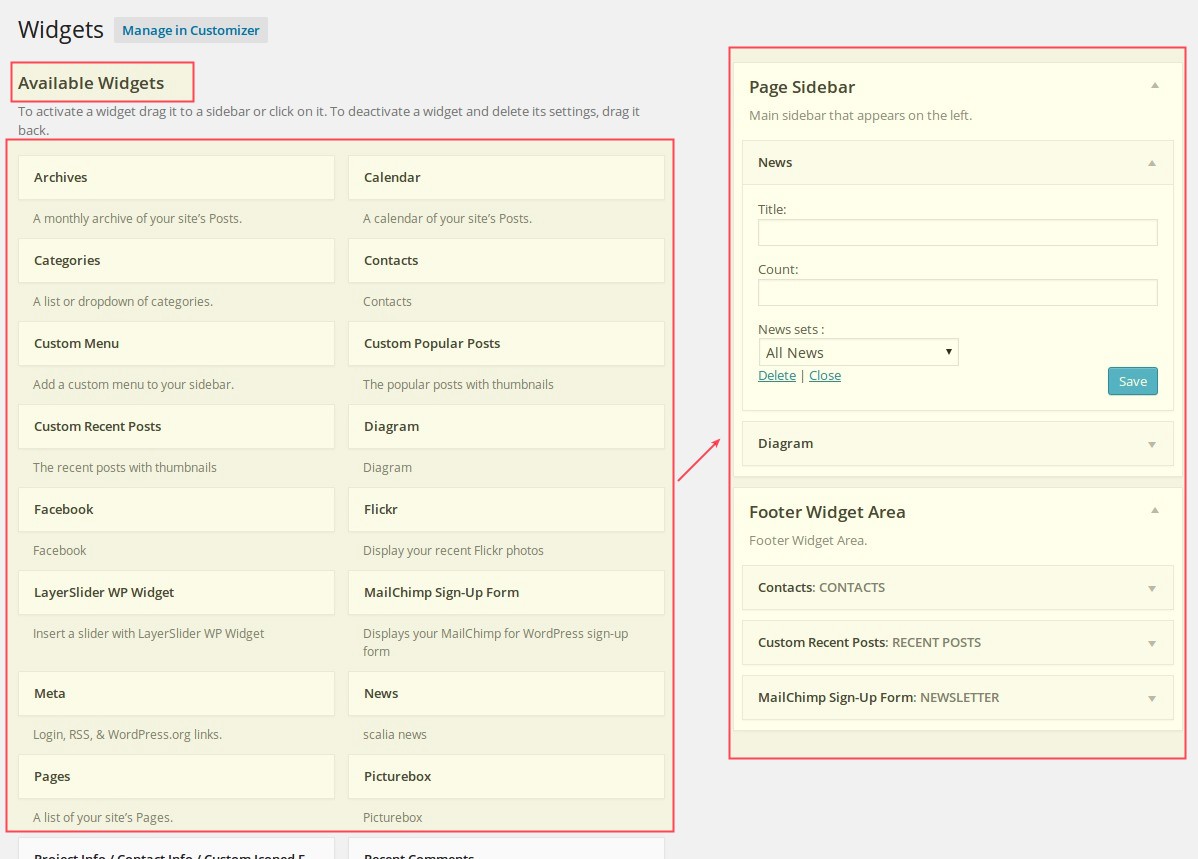 Widgets Manage in Customizer
Available Widgets
To activate a widget drag it to a sidebar or click on it. To deactivate a widget and delete its settings, drag it
back.
Archives
A monthly archive of your site's Posts.
Calendar
A calendar of your site's Posts.
Categories
A list or dropdown of categories.
Contacts
Contacts
Custom Menu
Add a custom menu to your sidebar.
Custom Popular Posts
The popular posts with thumbnails
Custom Recent Posts
The recent posts with thumbnails
Diagram
Diagram
Facebook
Facebook
Flickr
Display your recent Flickr photos
LayerSlider WP Widget
Insert a slider with LayerSlider WP Widget
MailChimp Sign-Up Form
Displays your MailChimp for WordPress sign-up
form
Meta
Login, RSS, & WordPress.org links.
News
scalia news
Pages
A list of your site's Pages.
Picturebox
Picturebox
Project Info / Contact Info / Custom Iconed F
Recent Comments
Page Sidebar
Main sidebar that appears on the left.
News
Title:
Count:
News sets :
All News
Delete | Close
Save
Diagram
Footer Widget Area
Footer Widget Area.
Contacts: CONTACTS
Custom Recent Posts: RECENT POSTS
MailChimp Sign-Up Form: NEWSLETTER